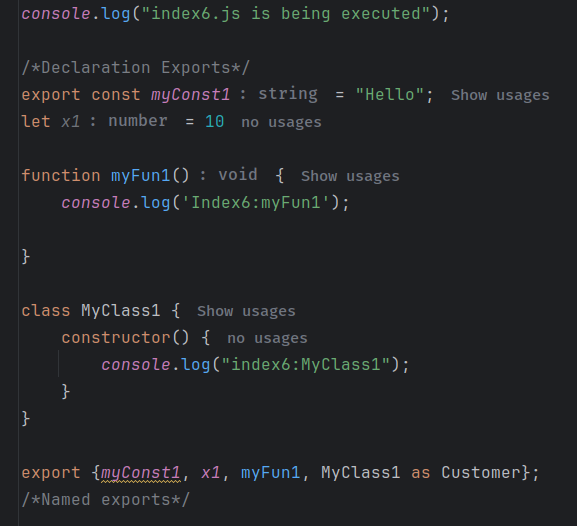 console.log("index6.js is being executed");
/*Declaration Exports*/
export const myConst1 : string = "Hello"; Show usages
let x1 : number = 10 no usages
function myFun1() : void { Show usages
console.log('Index6:myFun1');
}
class MyClass1 { Show usages
constructor() { no usages
console.log("index6:MyClass1");
}
}
export {myConst1, x1, myFun1, MyClass1 as Customer};
/*Named exports*/